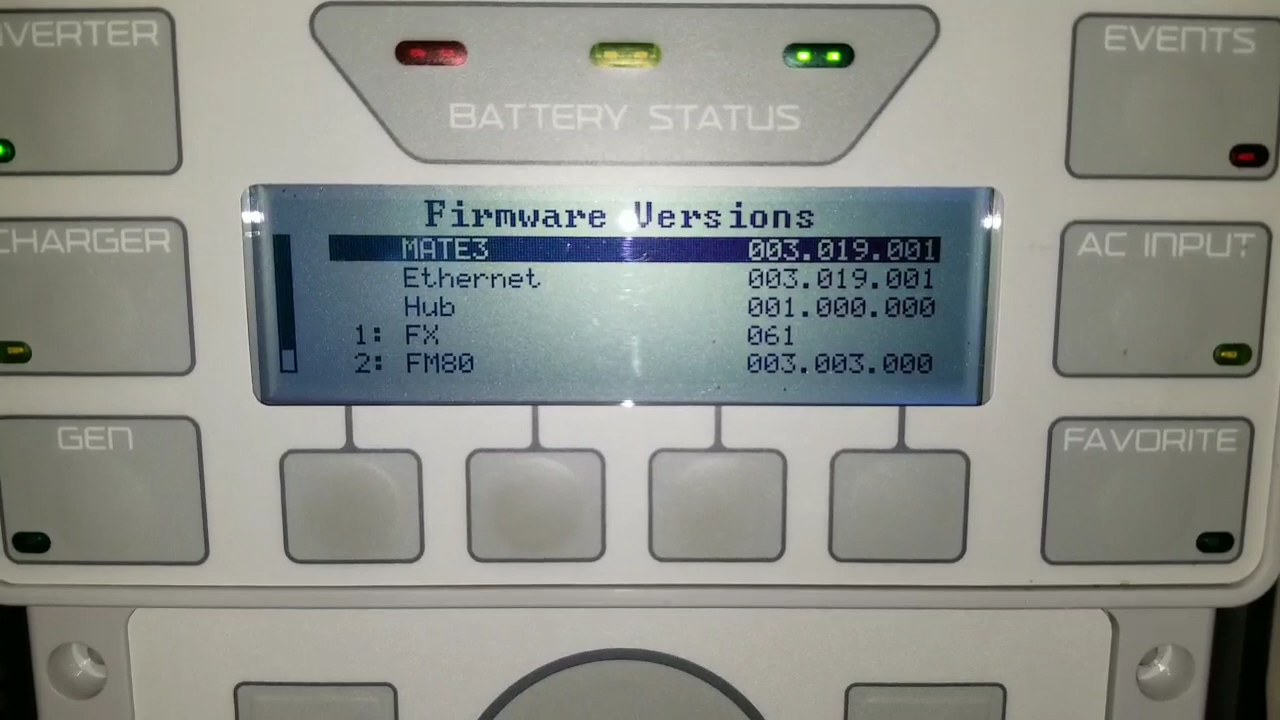 VERTER
BATTERY STATUS
EVENTS
Firmware Versions
MATE3 003.019.001
Ethernet 003.019.001
Hub 001.000.000
1: FX 061
2: FM80 003.003.000
CHARGER
AC INPUT
GEN
FAVORITE